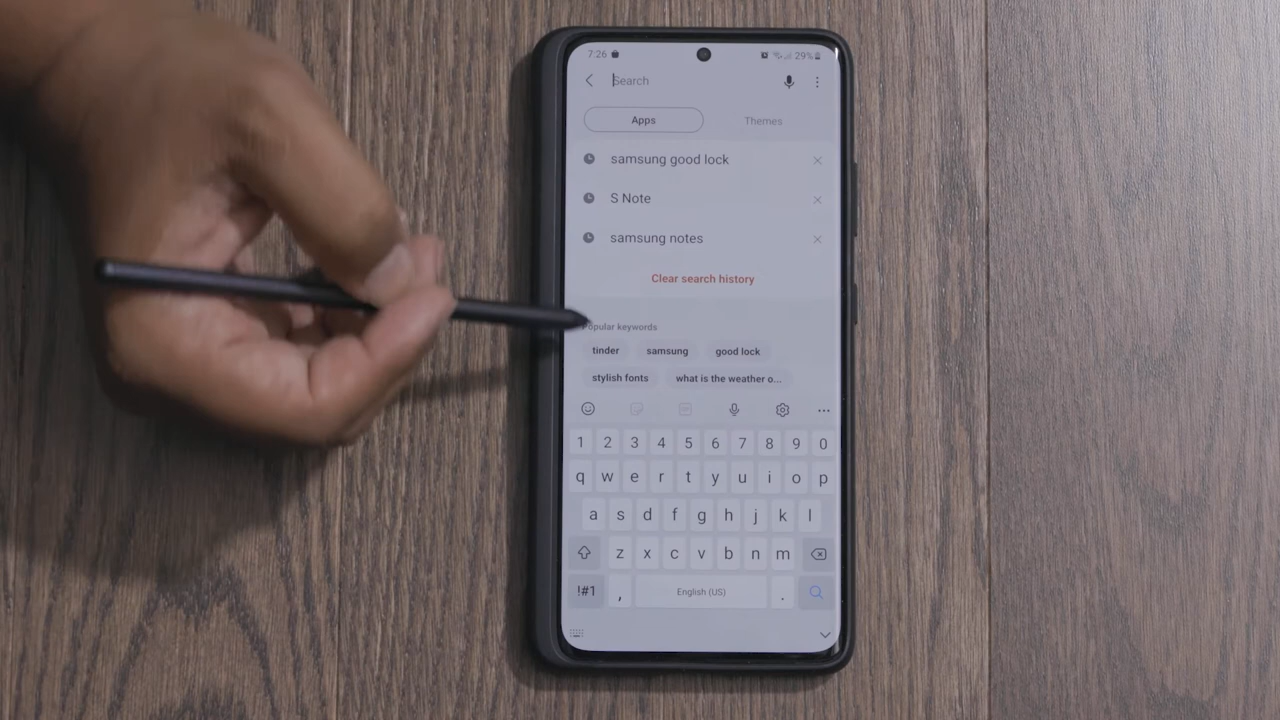 7:26 29%
Search
Apps Themes
samsung good lock
S Note
samsung notes
Clear search history
Popular keywords
tinder samsung good lock
stylish fonts what is the weather o...
1 2 3 4 5 6 7 8 9 0
q w e r t y u i o p
a s d f g h j k l
z x c v b n m
!#1 , English (US) .